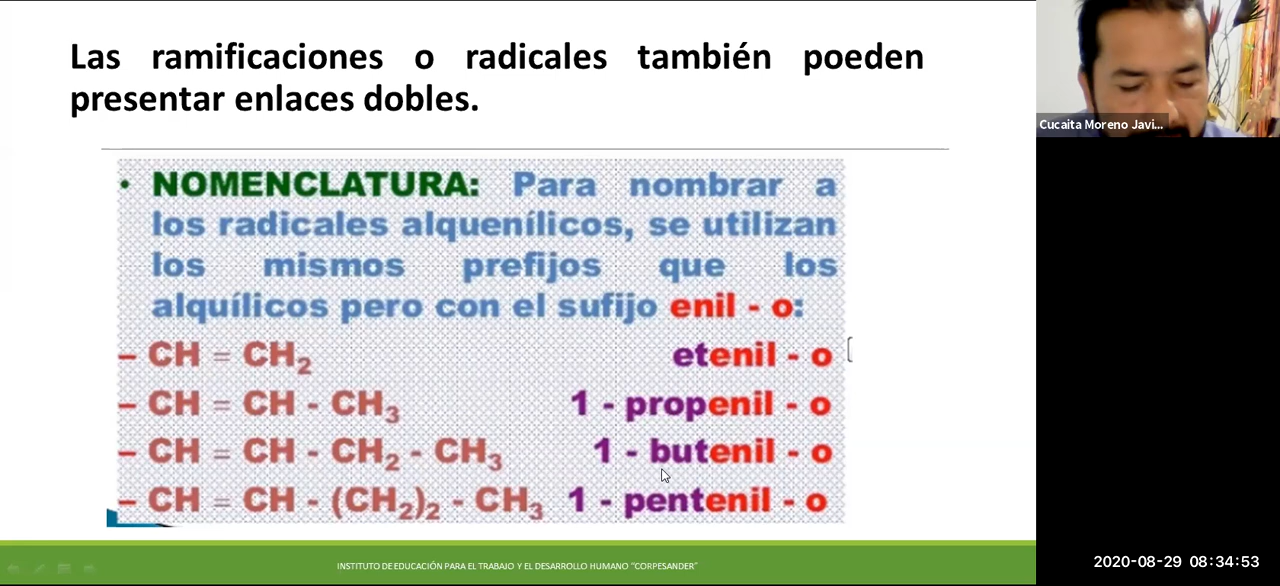 Las ramificaciones o radicales también poeden
presentar enlaces dobles.
• NOMENCLATURA: Para nombrar a
los radicales alquenílicos, se utilizan
los mismos prefijos que los
alquílicos pero con el sufijo enil - o:
– CH = CH₂ etenil - o
– CH = CH - CH₃ 1 - propenil - o
– CH = CH - CH₂ - CH₃ 1 - butenil - o
– CH = CH - (CH₂)₂ - CH₃ 1 - pentenil - o
INSTITUTO DE EDUCACIÓN PARA EL TRABAJO Y EL DESARROLLO HUMANO "CORPESANDER"
Cucaita Moreno Javi...
2020-08-29 08:34:53